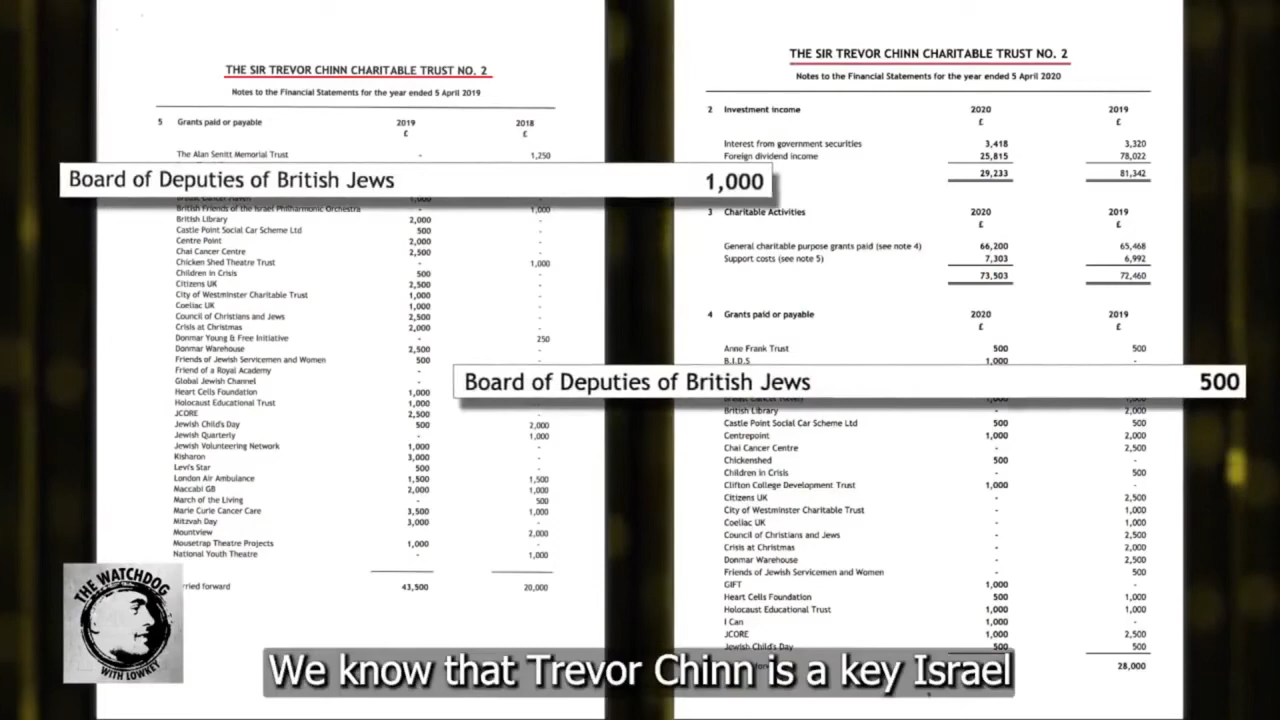 THE SIR TREVOR CHINN CHARITABLE TRUST NO. 2
Notes to the Financial Statements for the year ended 5 April 2019
5 Grants paid or payable 2019 2018
£ £
The Alan Senitt Memorial Trust - 1,250
Board of Deputies of British Jews 1,000
British Friends of the Israel Philharmonic Orchestra - 1,000
British Library 2,000 -
Castle Point Social Car Scheme Ltd 500 -
Centre Point 2,000 -
Chai Cancer Centre 2,500 -
Chicken Shed Theatre Trust - 1,000
Children in Crisis 500 -
Citizens UK 2,500 -
City of Westminster Charitable Trust 1,000 -
Coeliac UK 1,000 -
Council of Christians and Jews 2,500 -
Crisis at Christmas 2,000 -
Donmar Young & Free Initiative - 250
Donmar Warehouse 2,500 -
Friends of Jewish Servicemen and Women 500 -
Friend of a Royal Academy -
Global Jewish Channel -
Heart Cells Foundation 1,000
Holocaust Educational Trust 1,000
JCORE 2,500 -
Jewish Child's Day 500 2,000
Jewish Quarterly - 1,000
Jewish Volunteering Network 1,000 -
Kisharon 3,000 -
Levi's Star 500 -
London Air Ambulance 1,500 1,500
Maccabi GB 2,000 1,000
March of the Living - 500
Marie Curie Cancer Care 3,500 1,000
Mitzvah Day 3,000 -
Mountview 2,000
Mousetrap Theatre Projects 1,000 -
National Youth Theatre - 1,000
rried forward 43,500 20,000
THE SIR TREVOR CHINN CHARITABLE TRUST NO. 2
Notes to the Financial Statements for the year ended 5 April 2020
2 Investment income 2020 2019
£ £
Interest from government securities 3,418 3,320
Foreign dividend income 25,815 78,022
29,233 81,342
3 Charitable Activities 2020 2019
£ £
General charitable purpose grants paid (see note 4) 66,200 65,468
Support costs (see note 5) 7,303 6,992
73,503 72,460
4 Grants paid or payable 2020 2019
£ £
Anne Frank Trust 500 500
B.I.D.S 1,000 -
Board of Deputies of British Jews 500
British Library - 2,000
Castle Point Social Car Scheme Ltd 500 500
Centrepoint 1,000 2,000
Chai Cancer Centre - 2,500
Chickenshed 500 -
Children in Crisis - 500
Clifton College Development Trust 1,000 -
Citizens UK - 2,500
City of Westminster Charitable Trust - 1,000
Coeliac UK - 1,000
Council of Christians and Jews - 2,500
Crisis at Christmas - 2,000
Donmar Warehouse - 2,500
Friends of Jewish Servicemen and Women - 500
GIFT 1,000 -
Heart Cells Foundation 500 1,000
Holocaust Educational Trust 1,000 1,000
I Can 1,000 -
JCORE 1,000 2,500
Jewish Child's Day 500 500
28,000
THE WATCHDOG
WITH LOWKEY
We know that Trevor Chinn is a key Israel